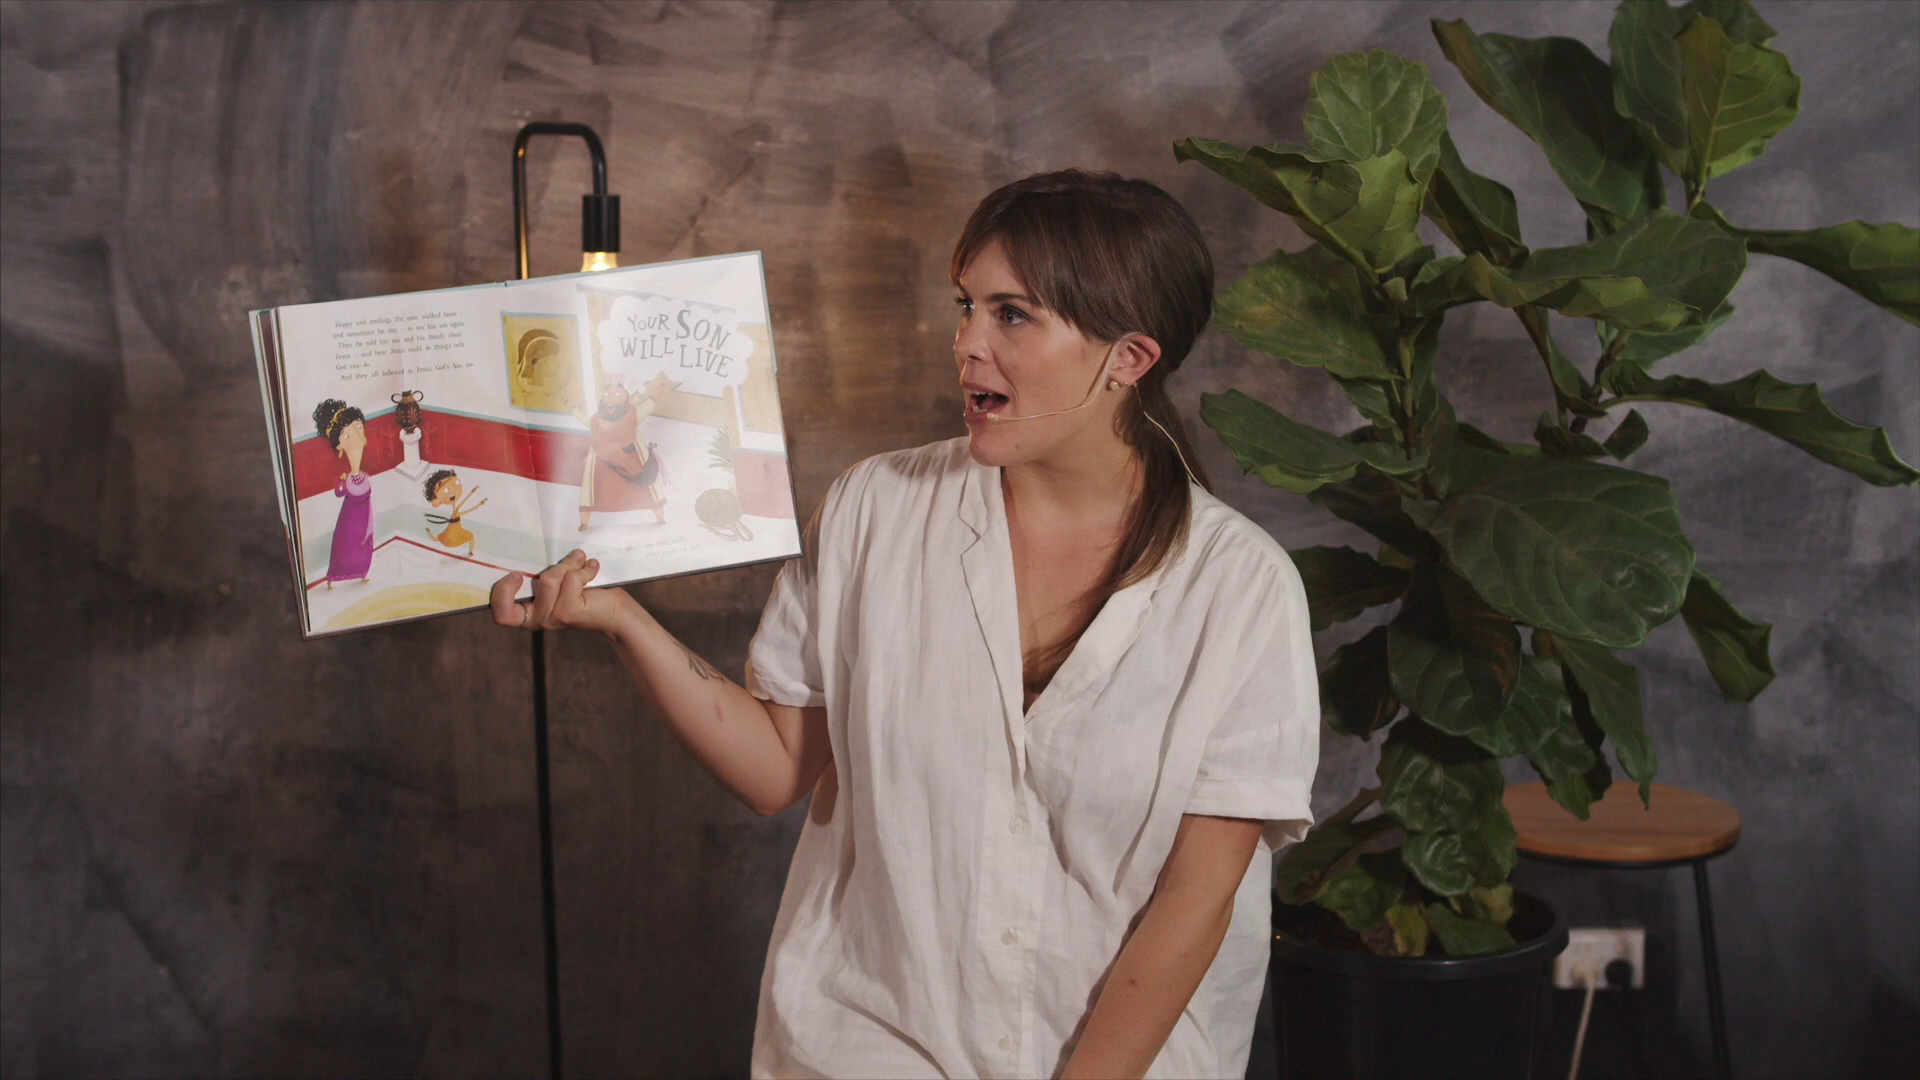 Happy and smiling, the man walked home –
and sometimes he ran – to see his son again.
Then he told his son and his family about
Jesus – and how Jesus could do things only
God can do.
And they all believed in Jesus, God's Son, too.
YOUR SON
WILL LIVE